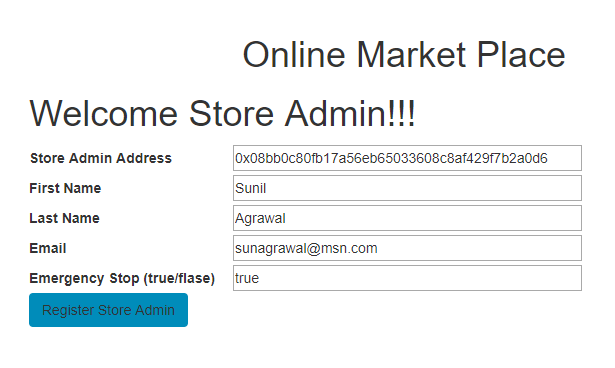 Online Market Place
Welcome Store Admin!!!
Store Admin Address 0x08bb0c80fb17a56eb65033608c8af429f7b2a0d6
First Name Sunil
Last Name Agrawal
Email sunagrawal@msn.com
Emergency Stop (true/flase) true
Register Store Admin